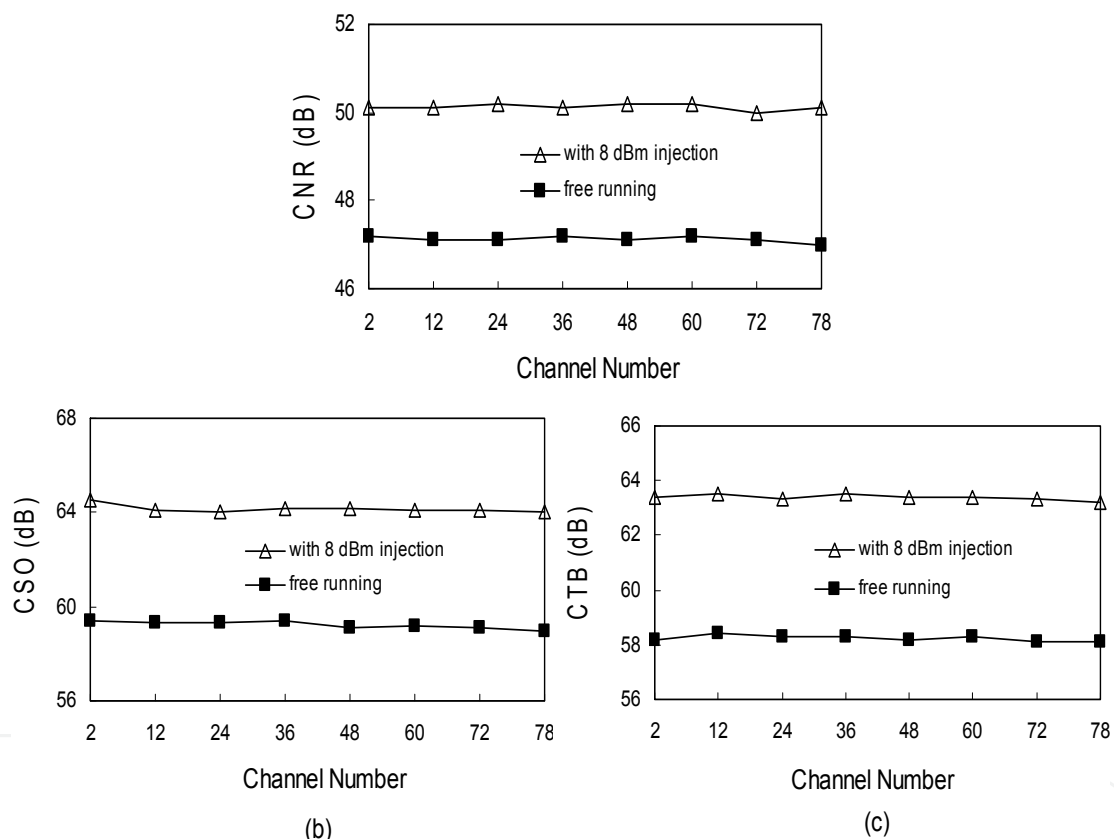 52
50
48
46
CNR (dB)
with 8 dBm injection
free running
2 12 24 36 48 60 72 78
Channel Number
68
64
60
56
CSO (dB)
with 8 dBm injection
free running
2 12 24 36 48 60 72 78
Channel Number
(b)
66
64
62
60
58
56
CTB (dB)
with 8 dBm injection
free running
2 12 24 36 48 60 72 78
Channel Number
(c)